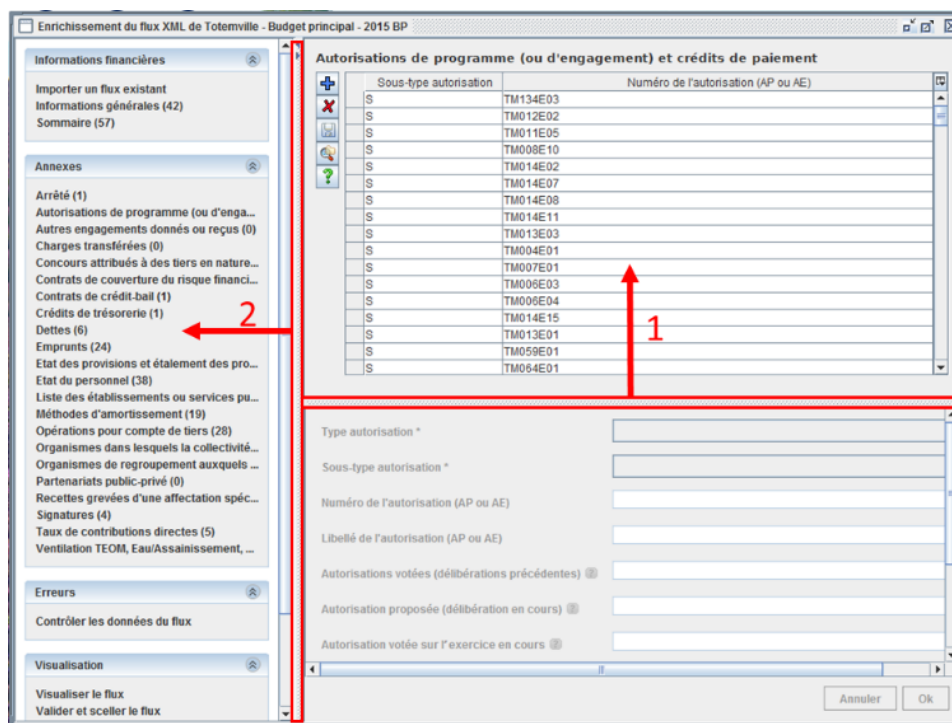 Enrichissement du flux XML de Totemville - Budget principal - 2015 BP
Informations financières
Importer un flux existant
Informations générales (42)
Sommaire (57)
Annexes
Arrêté (1)
Autorisations de programme (ou d'enga...
Autres engagements donnés ou reçus (0)
Charges transférées (0)
Concours attribués à des tiers en nature...
Contrats de couverture du risque financi...
Contrats de crédit-bail (1)
Crédits de trésorerie (1)
Dettes (6)
Emprunts (24)
Etat des provisions et étalement des pro...
Etat du personnel (38)
Liste des établissements ou services pu...
Méthodes d'amortissement (19)
Opérations pour compte de tiers (28)
Organismes dans lesquels la collectivité...
Organismes de regroupement auxquels ...
Partenariats public-privé (0)
Recettes grevées d'une affectation spéc...
Signatures (4)
Taux de contributions directes (5)
Ventilation TEOM, Eau/Assainissement, ...
Erreurs
Contrôler les données du flux
Visualisation
Visualiser le flux
Valider et sceller le flux
2
Autorisations de programme (ou d'engagement) et crédits de paiement
Sous-type autorisation Numéro de l'autorisation (AP ou AE)
S TM134E03
S TM012E02
S TM011E05
S TM008E10
S TM014E02
S TM014E07
S TM014E08
S TM014E11
S TM013E03
S TM004E01
S TM007E01
S TM006E03
S TM006E04
S TM014E15
S TM013E01
S TM059E01
S TM064E01
1
Type autorisation *
Sous-type autorisation *
Numéro de l'autorisation (AP ou AE)
Libellé de l'autorisation (AP ou AE)
Autorisations votées (délibérations précédentes) ?
Autorisation proposée (délibération en cours) ?
Autorisation votée sur l'exercice en cours ?
Annuler Ok